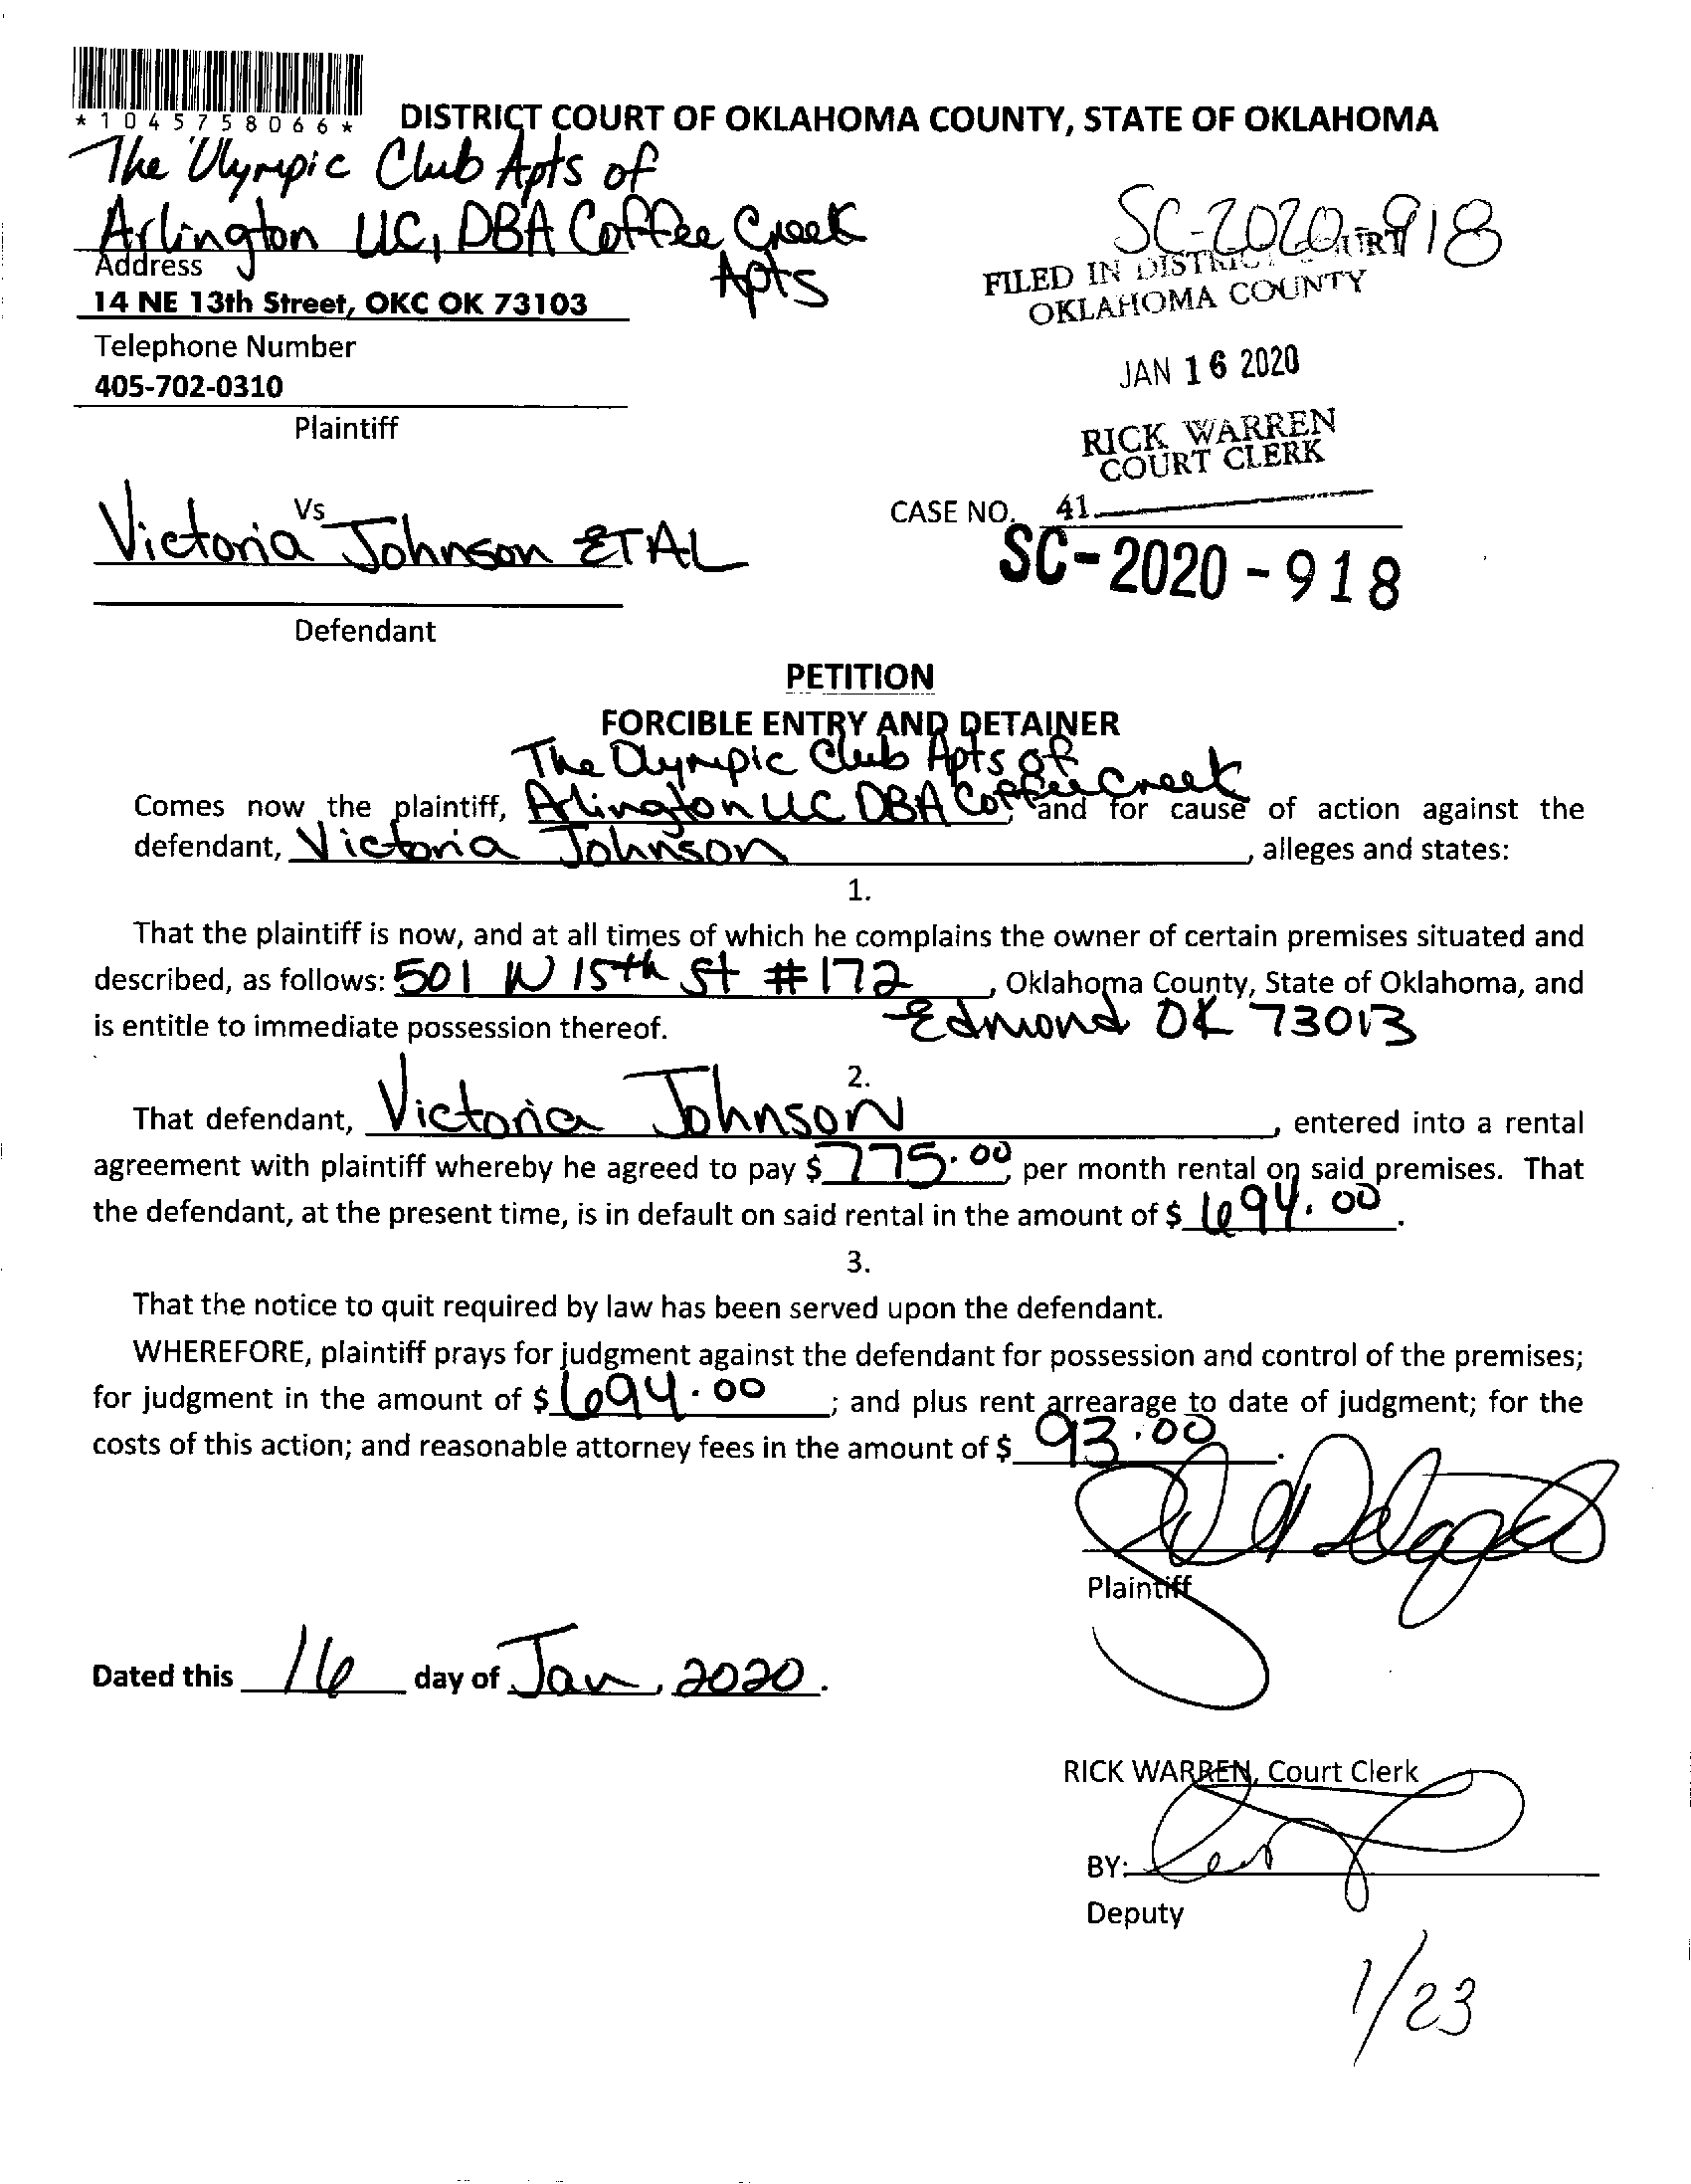 *1045758066*
DISTRICT COURT OF OKLAHOMA COUNTY, STATE OF OKLAHOMA
The Olympic Club Apts of
Arlington LLC, DBA Coffee Creek
Apts
SC-2020-918
Address
14 NE 13th Street, OKC OK 73103
FILED IN DISTRICT COURT
OKLAHOMA COUNTY
Telephone Number
405-702-0310
JAN 16 2020
Plaintiff
RICK WARREN
COURT CLERK
Vs
Victoria Johnson ETAL
CASE NO. 41
SC-2020-918
Defendant
PETITION
FORCIBLE ENTRY AND DETAINER
The Olympic Club Apts of
Comes now the plaintiff, Arlington LLC DBA Coffee Creek, and for cause of action against the
defendant, Victoria Johnson, alleges and states:
1.
That the plaintiff is now, and at all times of which he complains the owner of certain premises situated and
described, as follows: 501 W 15th St #172, Oklahoma County, State of Oklahoma, and
is entitle to immediate possession thereof. Edmond OK 73013
2.
That defendant, Victoria Johnson, entered into a rental
agreement with plaintiff whereby he agreed to pay $ 775.00, per month rental on said premises. That
the defendant, at the present time, is in default on said rental in the amount of $ 694.00.
3.
That the notice to quit required by law has been served upon the defendant.
WHEREFORE, plaintiff prays for judgment against the defendant for possession and control of the premises;
for judgment in the amount of $ 694.00; and plus rent arrearage to date of judgment; for the
costs of this action; and reasonable attorney fees in the amount of $ 93.00.
Plaintiff
Dated this 16 day of Jan, 2020.
RICK WARREN, Court Clerk
BY:
Deputy
1/23